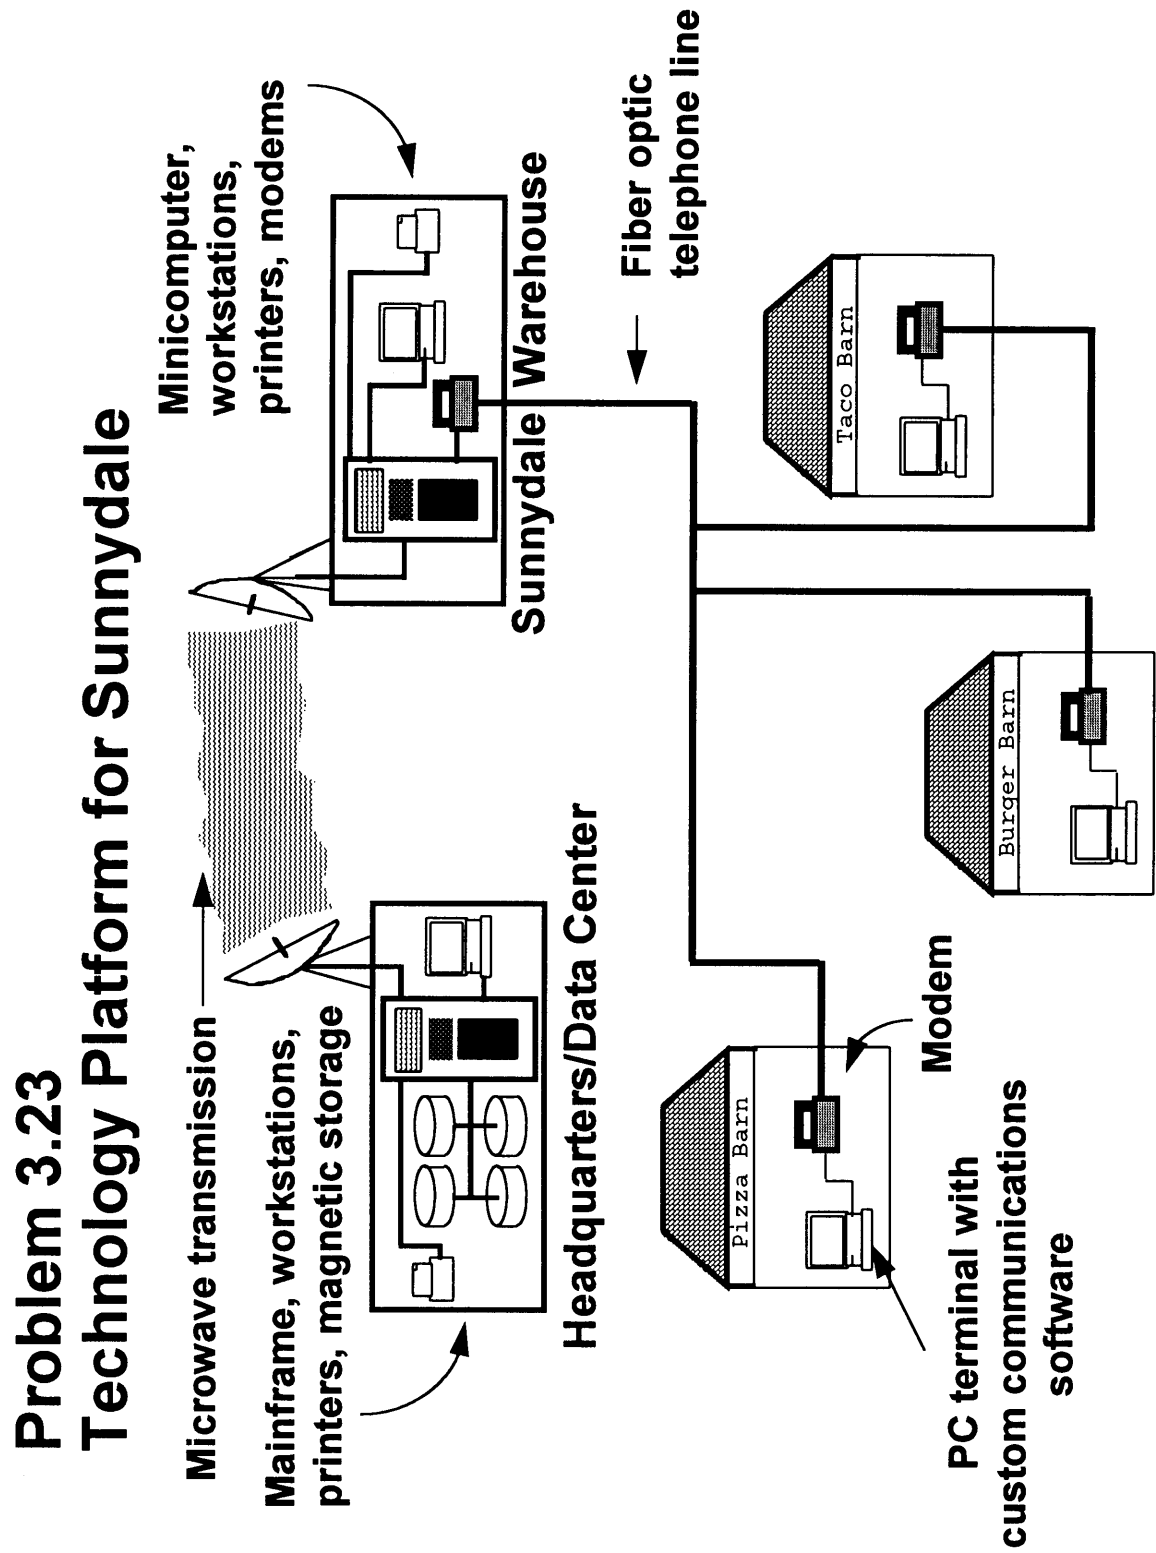 Problem 3.23
Technology Platform for Sunnydale
Microwave transmission
Mainframe, workstations,
printers, magnetic storage
Minicomputer,
workstations,
printers, modems
Headquarters/Data Center
Sunnydale Warehouse
Fiber optic
telephone line
Pizza Barn
Burger Barn
Taco Barn
Modem
PC terminal with
custom communications
software